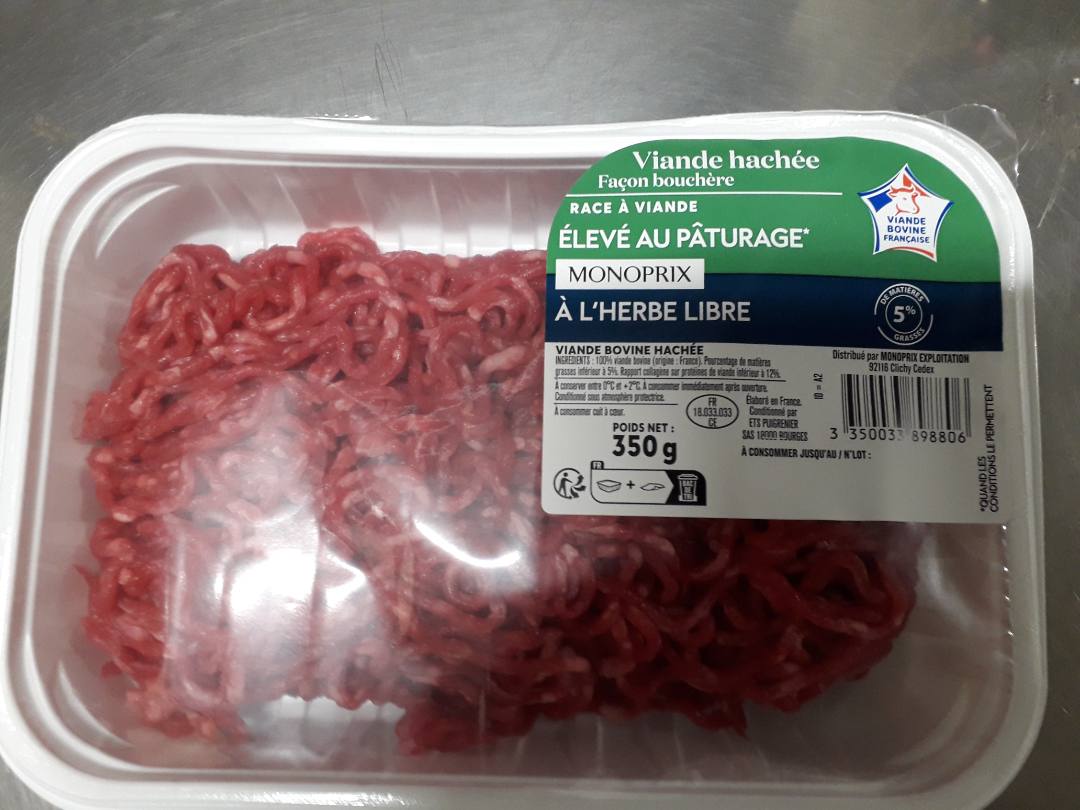 Viande hachée
Façon bouchère
RACE À VIANDE
ÉLEVÉ AU PÂTURAGE*
VIANDE
BOVINE
FRANÇAISE
MONOPRIX
À L'HERBE LIBRE
DE MATIÈRES
5%
GRASSES
VIANDE BOVINE HACHÉE
INGRÉDIENTS : 100% viande bovine (origine : France). Pourcentage de matières
grasses inférieur à 5%. Rapport collagène sur protéines de viande inférieur à 12%.
À conserver entre 0°C et +2°C. À consommer immédiatement après ouverture.
Conditionné sous atmosphère protectrice.
À consommer cuit à cœur.
Distribué par MONOPRIX EXPLOITATION
92116 Clichy Cedex
FR
18.033.033
CE
Élaboré en France.
Conditionné par
ETS PUIGRENIER
SAS 18000 BOURGES
POIDS NET :
350 g
3 350033 898806
À CONSOMMER JUSQU'AU / N°LOT :
FR
+
BAC
DE
TRI
*QUAND LES
CONDITIONS LE PERMETTENT